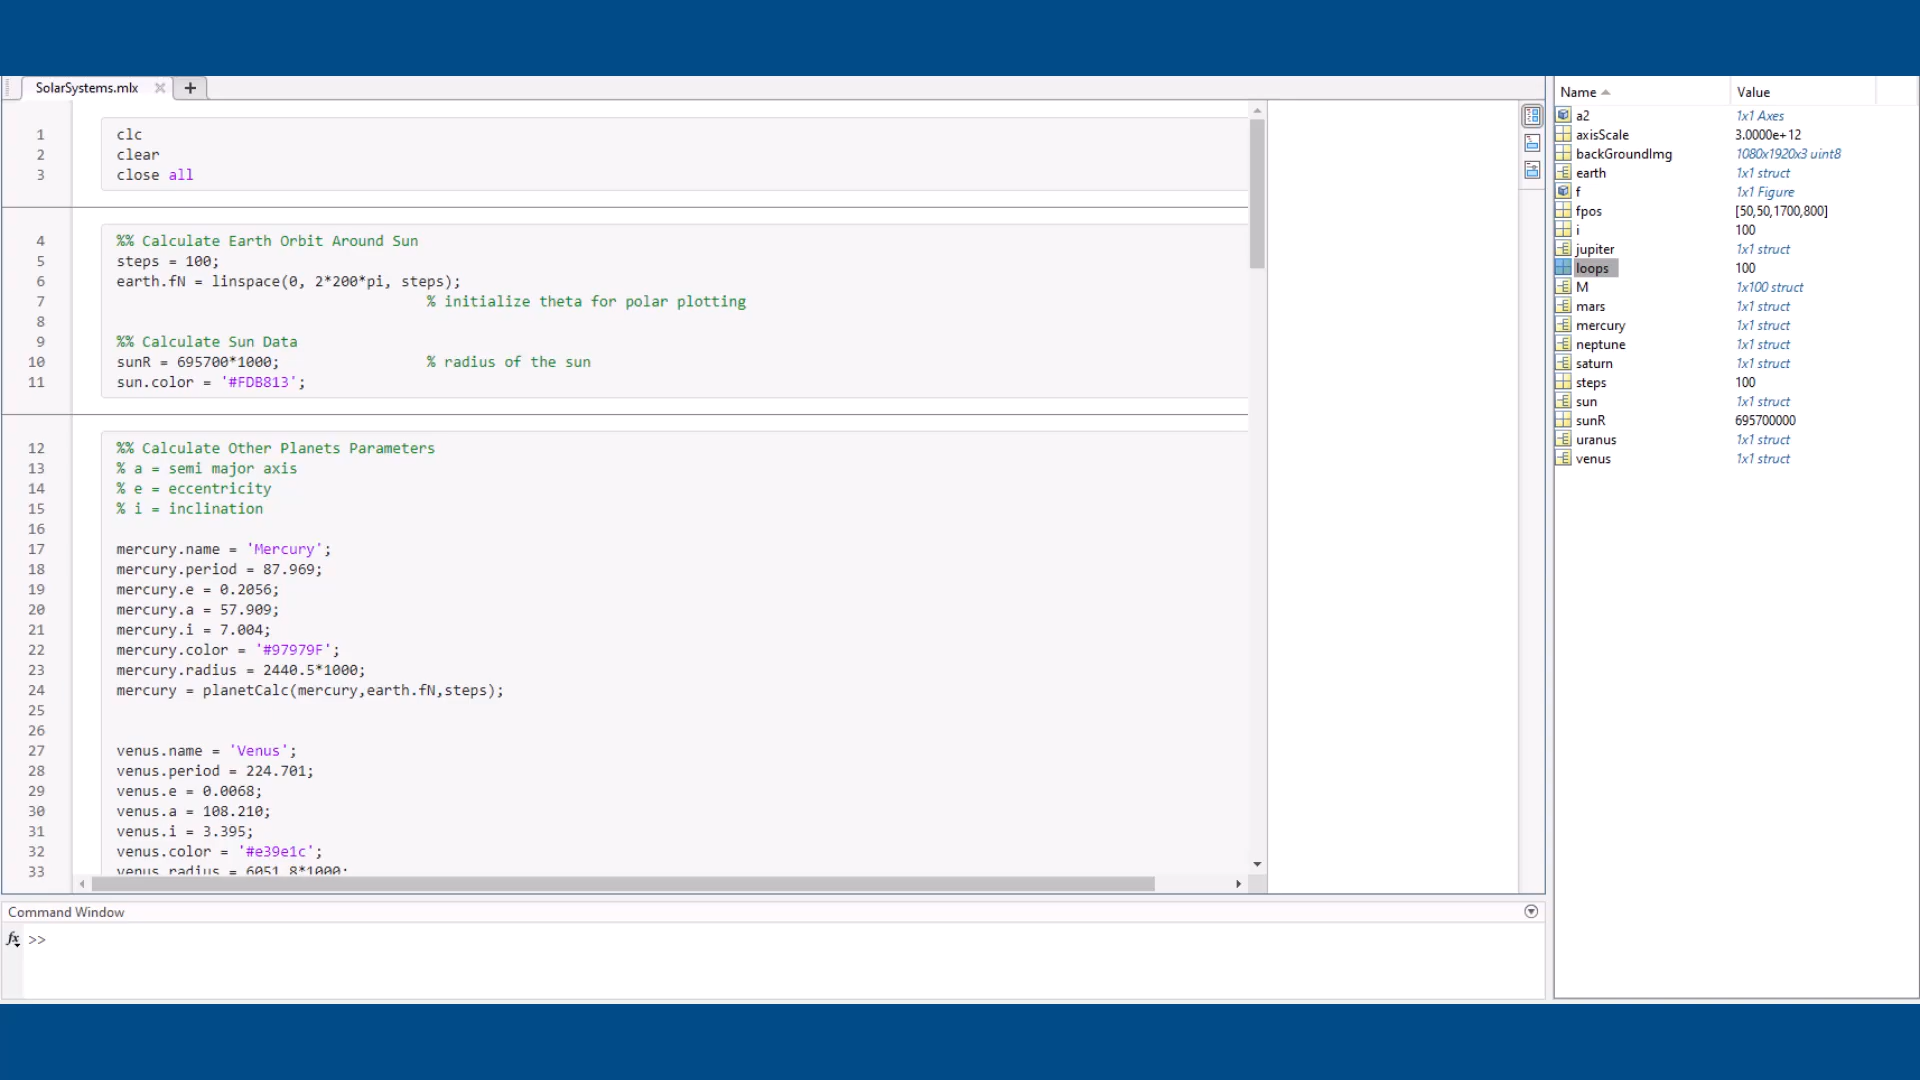 SolarSystems.mlx
1 clc
2 clear
3 close all
4 %% Calculate Earth Orbit Around Sun
5 steps = 100;
6 earth.fN = linspace(0, 2*200*pi, steps);
7 % initialize theta for polar plotting
8
9 %% Calculate Sun Data
10 sunR = 695700*1000; % radius of the sun
11 sun.color = '#FDB813';
12 %% Calculate Other Planets Parameters
13 % a = semi major axis
14 % e = eccentricity
15 % i = inclination
16
17 mercury.name = 'Mercury';
18 mercury.period = 87.969;
19 mercury.e = 0.2056;
20 mercury.a = 57.909;
21 mercury.i = 7.004;
22 mercury.color = '#97979F';
23 mercury.radius = 2440.5*1000;
24 mercury = planetCalc(mercury,earth.fN,steps);
25
26
27 venus.name = 'Venus';
28 venus.period = 224.701;
29 venus.e = 0.0068;
30 venus.a = 108.210;
31 venus.i = 3.395;
32 venus.color = '#e39e1c';
33 venus.radius = 6051.8*1000;
Command Window
fx >>
Name Value
a2 1x1 Axes
axisScale 3.0000e+12
backGroundImg 1080x1920x3 uint8
earth 1x1 struct
f 1x1 Figure
fpos [50,50,1700,800]
i 100
jupiter 1x1 struct
loops 100
M 1x100 struct
mars 1x1 struct
mercury 1x1 struct
neptune 1x1 struct
saturn 1x1 struct
steps 100
sun 1x1 struct
sunR 695700000
uranus 1x1 struct
venus 1x1 struct